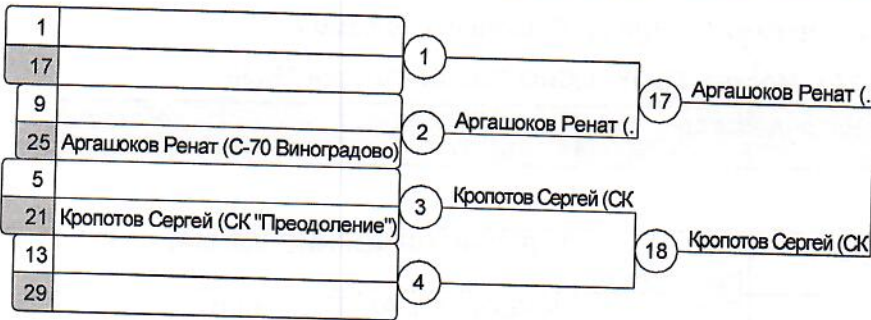 1
17
1
9
25 Аргашоков Ренат (С-70 Виноградово)
2
Аргашоков Ренат (.
17
Аргашоков Ренат (.
5
21 Кропотов Сергей (СК "Преодоление")
3
Кропотов Сергей (СК
13
29
4
18
Кропотов Сергей (СК